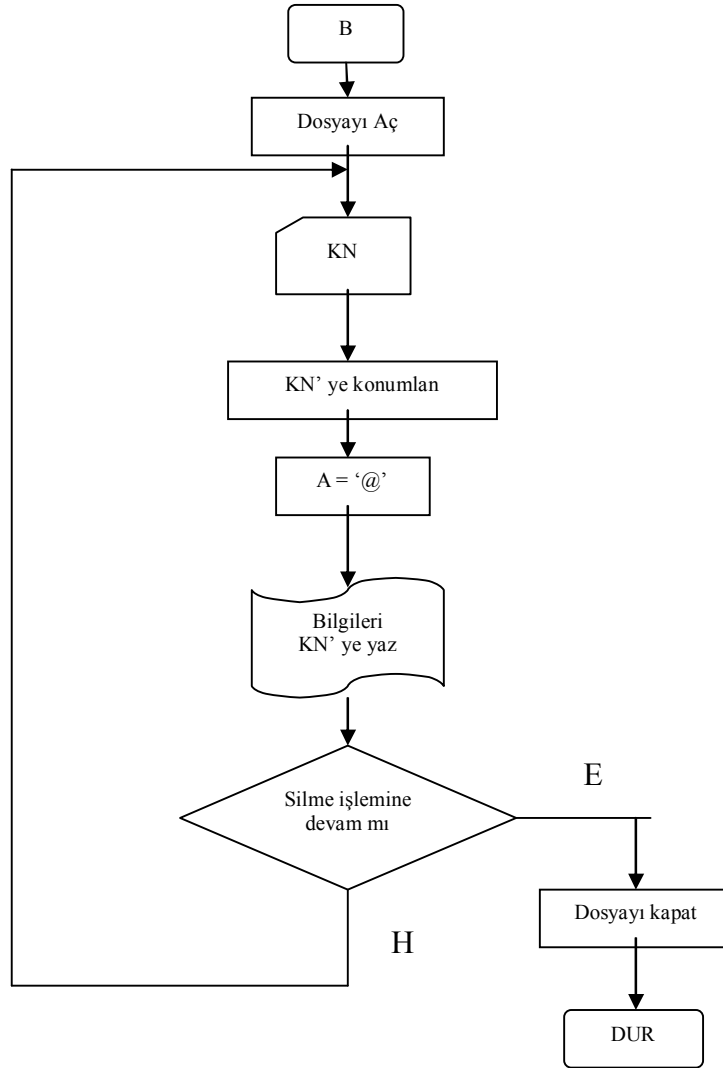 B
Dosyayı Aç
KN
KN’ ye konumlan
A = ‘@’
Bilgileri
KN’ ye yaz
Silme işlemine
devam mı
E
Dosyayı kapat
H
DUR